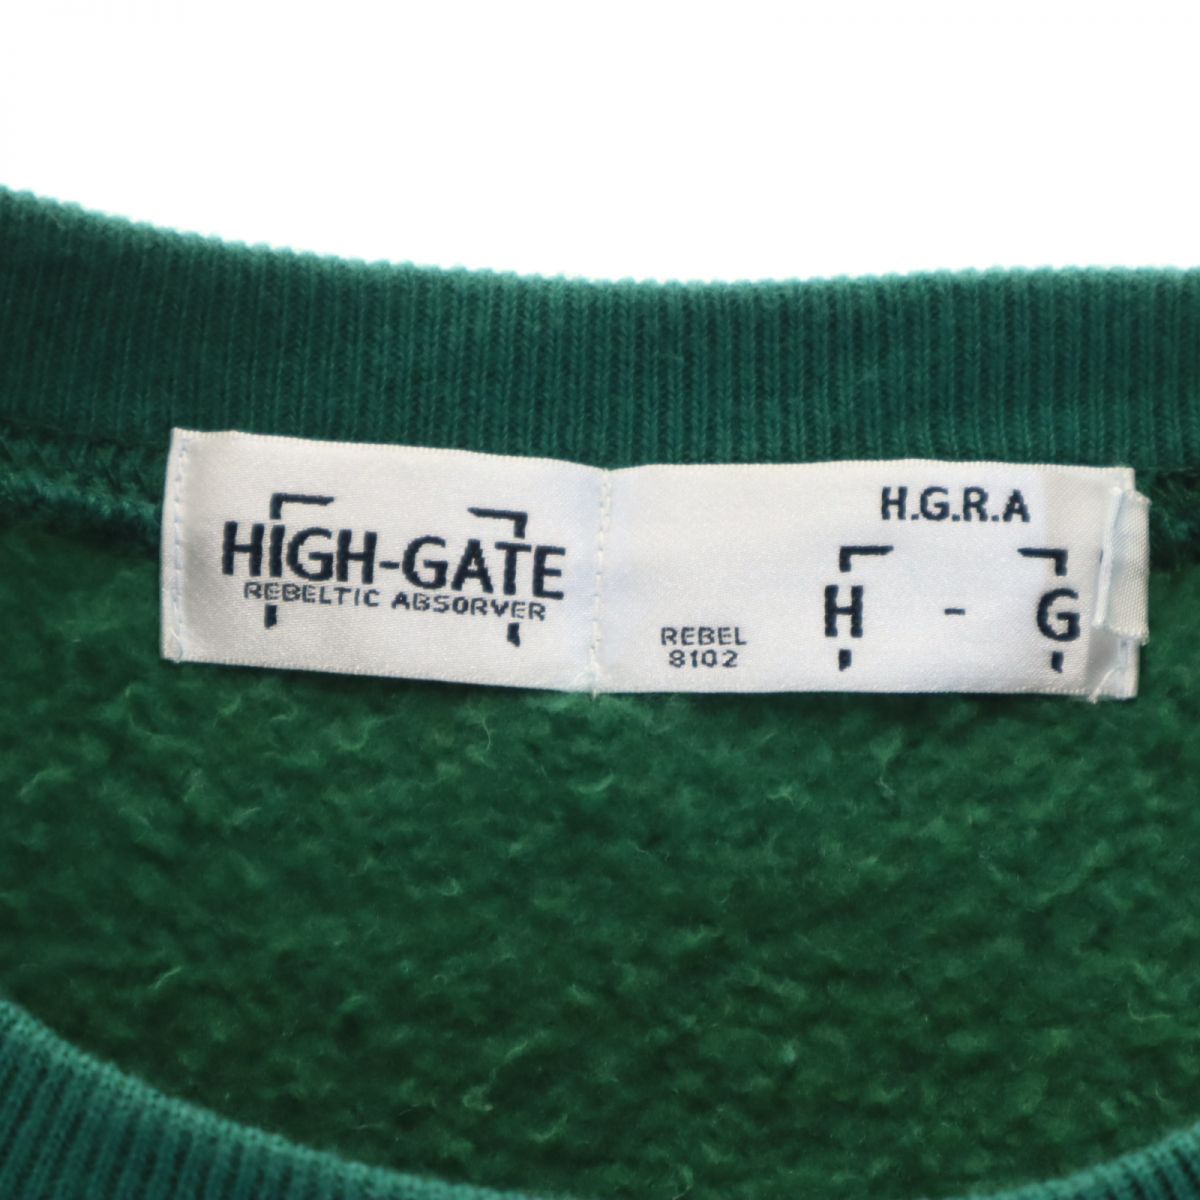 HIGH-GATE
REBELTIC ABSORVER
H.G.R.A
H - G
REBEL
8102